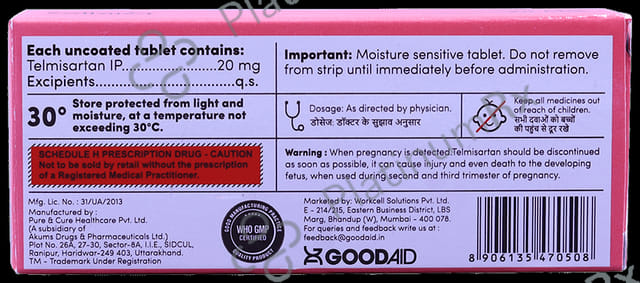 Each uncoated tablet contains:
Telmisartan IP........................20 mg
Excipients...................................q.s.
Important: Moisture sensitive tablet. Do not remove
from strip until immediately before administration.
30°
Store protected from light and
moisture, at a temperature not
exceeding 30°C.
Dosage: As directed by physician.
डोसेज: डॉक्टर के सुझाव अनुसार
Keep all medicines out
of reach of children.
सभी दवाओं को बच्चों
की पहुंच से दूर रखे
SCHEDULE H PRESCRIPTION DRUG - CAUTION
Not to be sold by retail without the prescription
of a Registered Medical Practitioner.
Warning : When pregnancy is detected,Telmisartan should be discontinued
as soon as possible, it can cause injury and even death to the developing
fetus, when used during second and third trimester of pregnancy.
Mfg. Lic. No. : 31/UA/2013
Manufactured by :
Pure & Cure Healthcare Pvt. Ltd.
(A subsidiary of
Akums Drugs & Pharmaceuticals Ltd.)
Plot No. 26A, 27-30, Sector-8A, I.I.E., SIDCUL,
Ranipur, Haridwar-249 403, Uttarakhand.
TM - Trademark Under Registration
GOOD MANUFACTURING PRACTICE
WHO GMP
CERTIFIED
QUALITY PRODUCT
Marketed by: Workcell Solutions Pvt. Ltd.
E - 214/215, Eastern Business District, LBS
Marg, Bhandup (W), Mumbai - 400 078.
For queries and feedback write us at :
feedback@goodaid.in
GOODAID
8 906135 470508
PlatinumRx